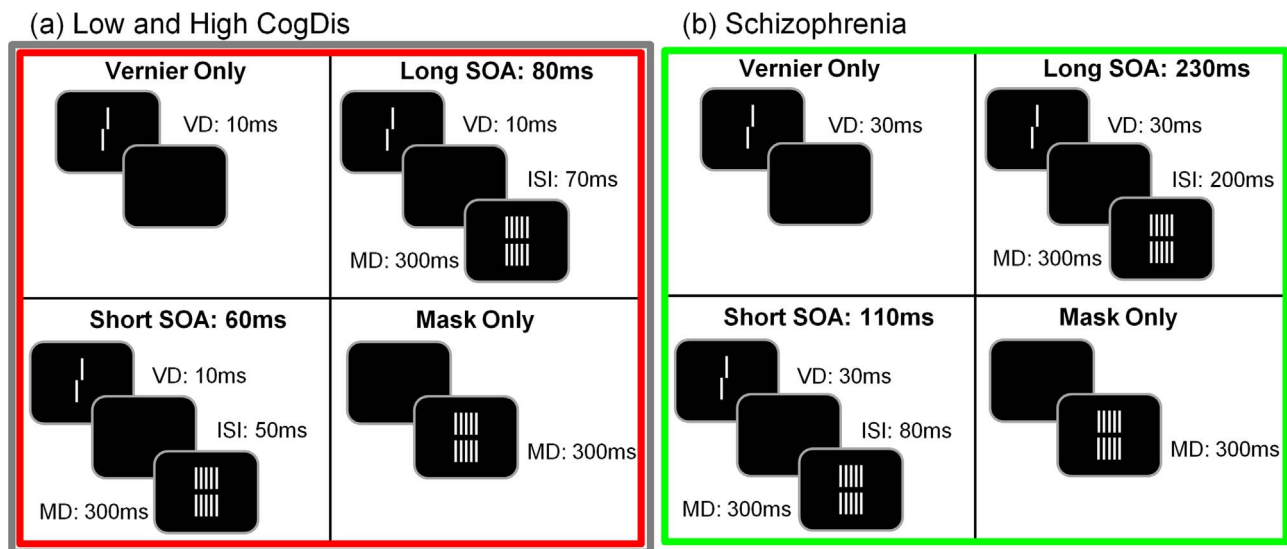 (a) Low and High CogDis
Vernier Only
VD: 10ms
Long SOA: 80ms
VD: 10ms
ISI: 70ms
MD: 300ms
Short SOA: 60ms
VD: 10ms
ISI: 50ms
MD: 300ms
Mask Only
MD: 300ms
(b) Schizophrenia
Vernier Only
VD: 30ms
Long SOA: 230ms
VD: 30ms
ISI: 200ms
MD: 300ms
Short SOA: 110ms
VD: 30ms
ISI: 80ms
MD: 300ms
Mask Only
MD: 300ms